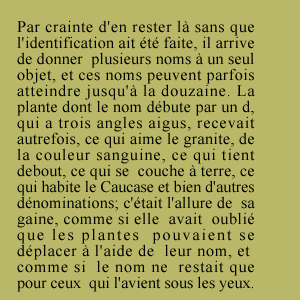 Par crainte d'en rester là sans que
l'identification ait été faite, il arrive
de donner plusieurs noms à un seul
objet, et ces noms peuvent parfois
atteindre jusqu'à la douzaine. La
plante dont le nom débute par un d,
qui a trois angles aigus, recevait
autrefois, ce qui aime le granite, de
la couleur sanguine, ce qui tient
debout, ce qui se couche à terre, ce
qui habite le Caucase et bien d'autres
dénominations; c'était l'allure de sa
gaine, comme si elle avait oublié
que les plantes pouvaient se
déplacer à l'aide de leur nom, et
comme si le nom ne restait que
pour ceux qui l'avient sous les yeux.